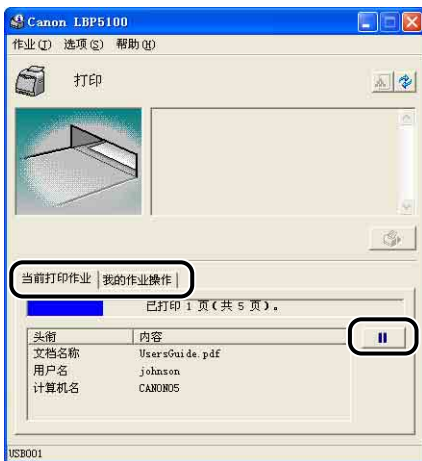 Canon LBP5100
作业(J) 选项(S) 帮助(H)
打印
当前打印作业 我的作业操作
已打印 1 页(共 5 页)。
头衔 内容
文档名称 UsersGuide.pdf
用户名 johnson
计算机名 CANON05
USB001